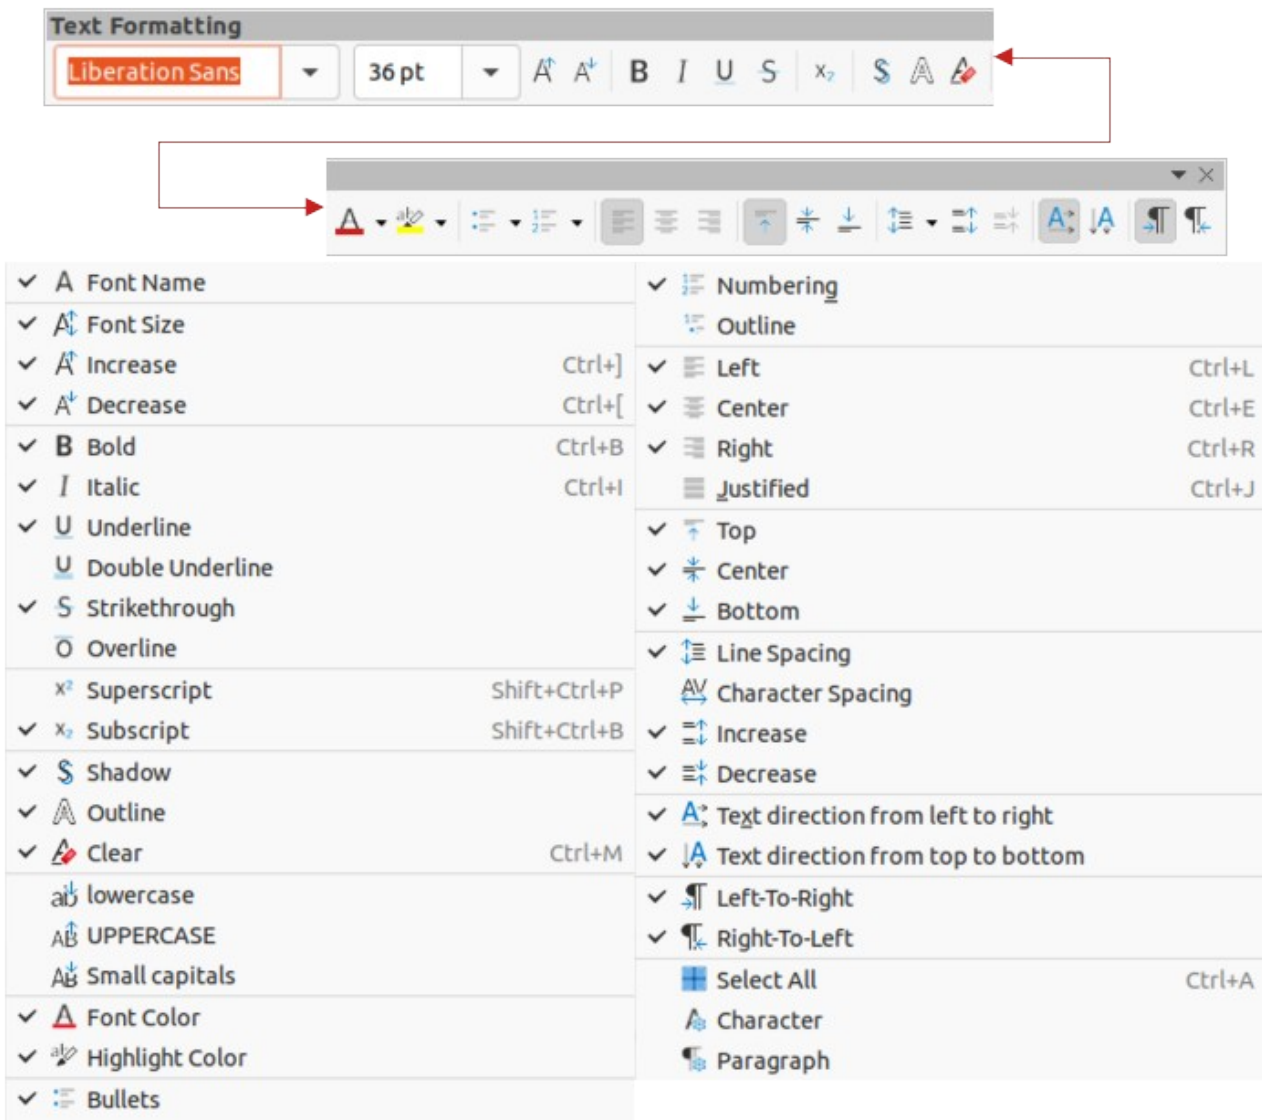 Text Formatting
Liberation Sans 36 pt
Font Name
Font Size
Increase Ctrl+]
Decrease Ctrl+[
Bold Ctrl+B
Italic Ctrl+I
Underline
Double Underline
Strikethrough
Overline
Superscript Shift+Ctrl+P
Subscript Shift+Ctrl+B
Shadow
Outline
Clear Ctrl+M
lowercase
UPPERCASE
Small capitals
Font Color
Highlight Color
Bullets
Numbering
Outline
Left Ctrl+L
Center Ctrl+E
Right Ctrl+R
Justified Ctrl+J
Top
Center
Bottom
Line Spacing
Character Spacing
Increase
Decrease
Text direction from left to right
Text direction from top to bottom
Left-To-Right
Right-To-Left
Select All Ctrl+A
Character
Paragraph